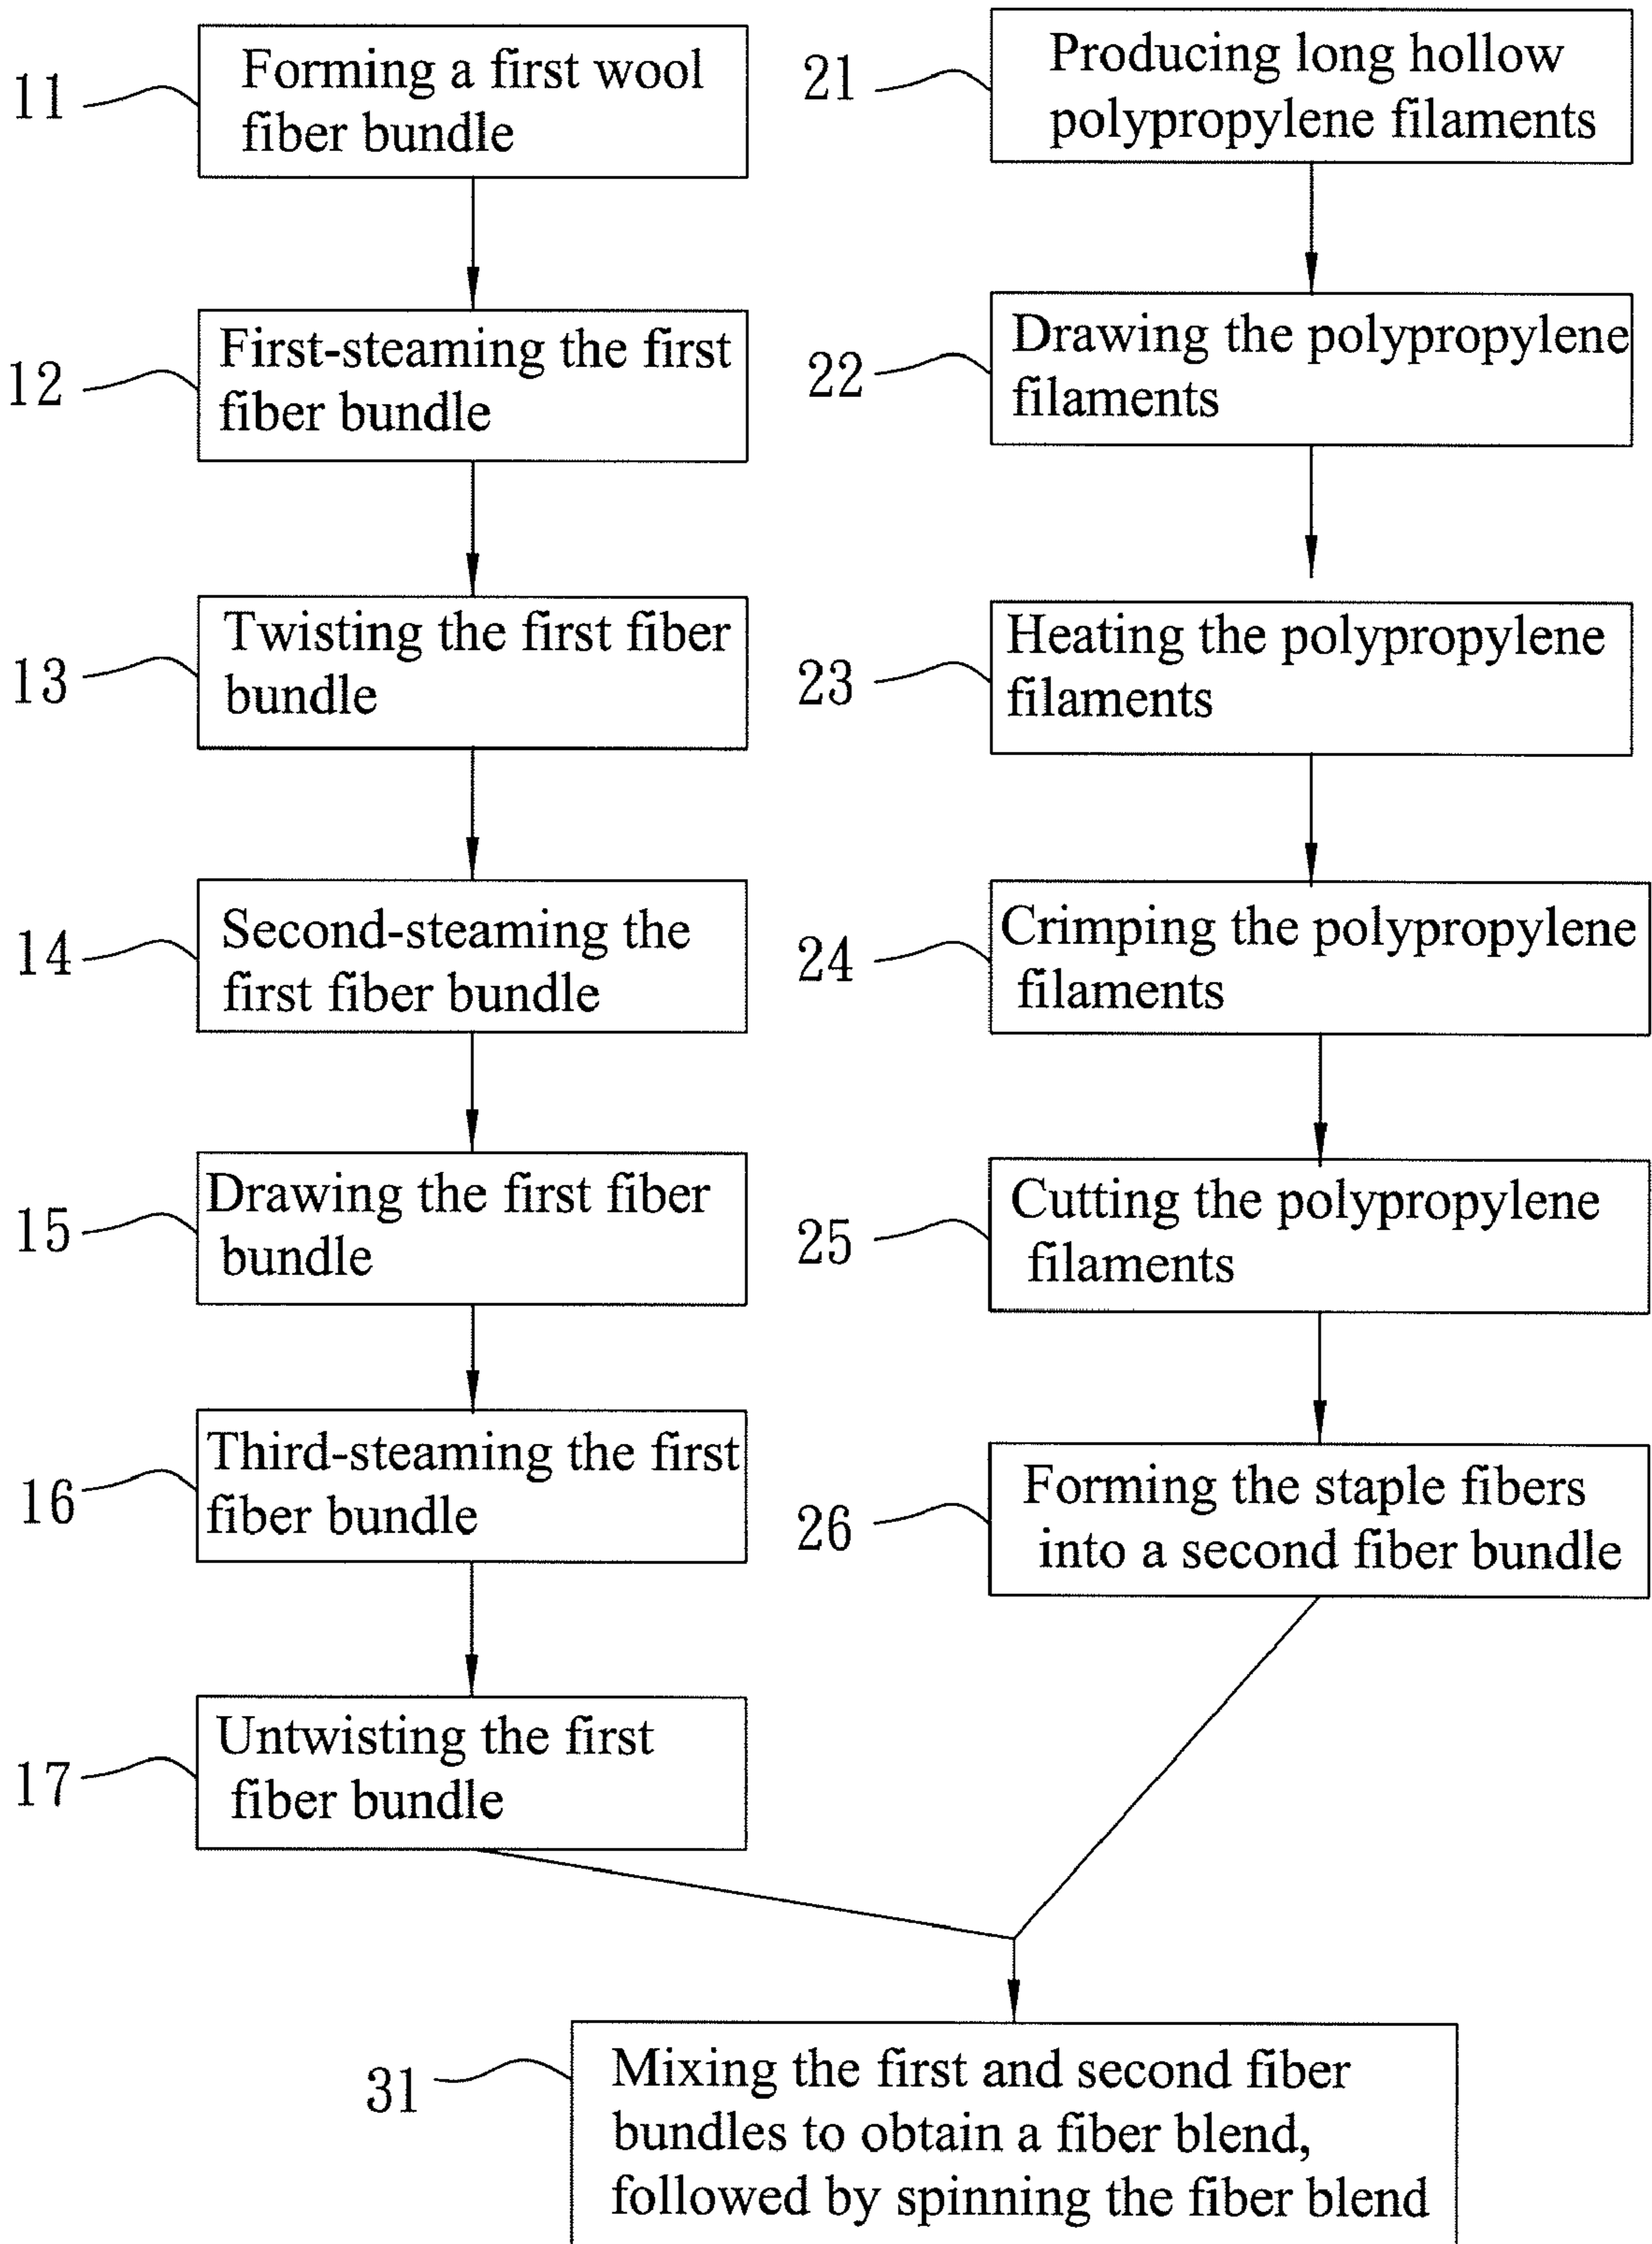 11
Forming a first wool
fiber bundle
12
First-steaming the first
fiber bundle
13
Twisting the first fiber
bundle
14
Second-steaming the
first fiber bundle
15
Drawing the first fiber
bundle
16
Third-steaming the first
fiber bundle
17
Untwisting the first
fiber bundle
21
Producing long hollow
polypropylene filaments
22
Drawing the polypropylene
filaments
23
Heating the polypropylene
filaments
24
Crimping the polypropylene
filaments
25
Cutting the polypropylene
filaments
26
Forming the staple fibers
into a second fiber bundle
31
Mixing the first and second fiber
bundles to obtain a fiber blend,
followed by spinning the fiber blend